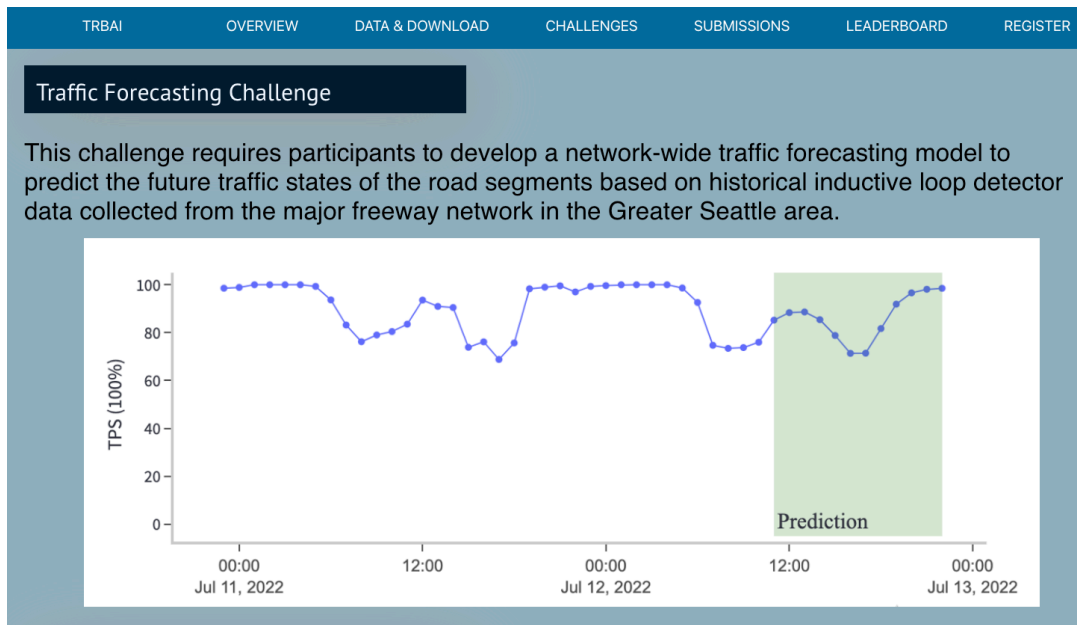 TRBAI OVERVIEW DATA & DOWNLOAD CHALLENGES SUBMISSIONS LEADERBOARD REGISTER
Traffic Forecasting Challenge
This challenge requires participants to develop a network-wide traffic forecasting model to
predict the future traffic states of the road segments based on historical inductive loop detector
data collected from the major freeway network in the Greater Seattle area.
TPS (100%)
100
80
60
40
20
0
Prediction
00:00 12:00 00:00 12:00 00:00
Jul 11, 2022 Jul 12, 2022 Jul 13, 2022